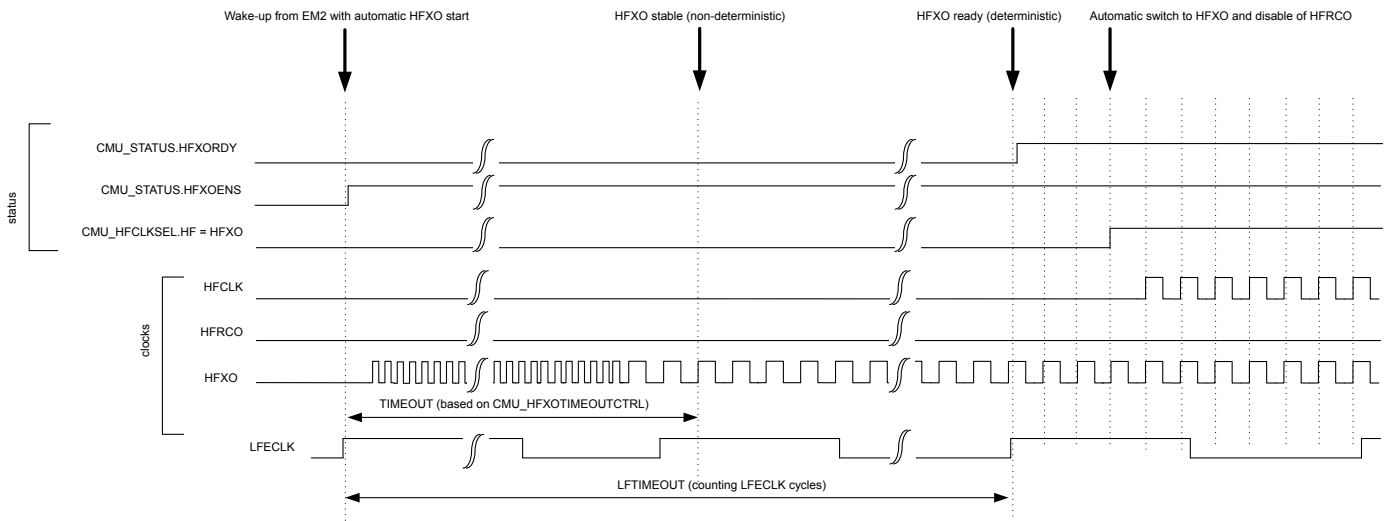 Wake-up from EM2 with automatic HFXO start
HFXO stable (non-deterministic)
HFXO ready (deterministic)
Automatic switch to HFXO and disable of HFRCO
status
CMU_STATUS.HFXORDY
CMU_STATUS.HFXOENS
CMU_HFCLKSEL.HF = HFXO
clocks
HFCLK
HFRCO
HFXO
TIMEOUT (based on CMU_HFXOTIMEOUTCTRL)
LFECLK
LFTIMEOUT (counting LFECLK cycles)